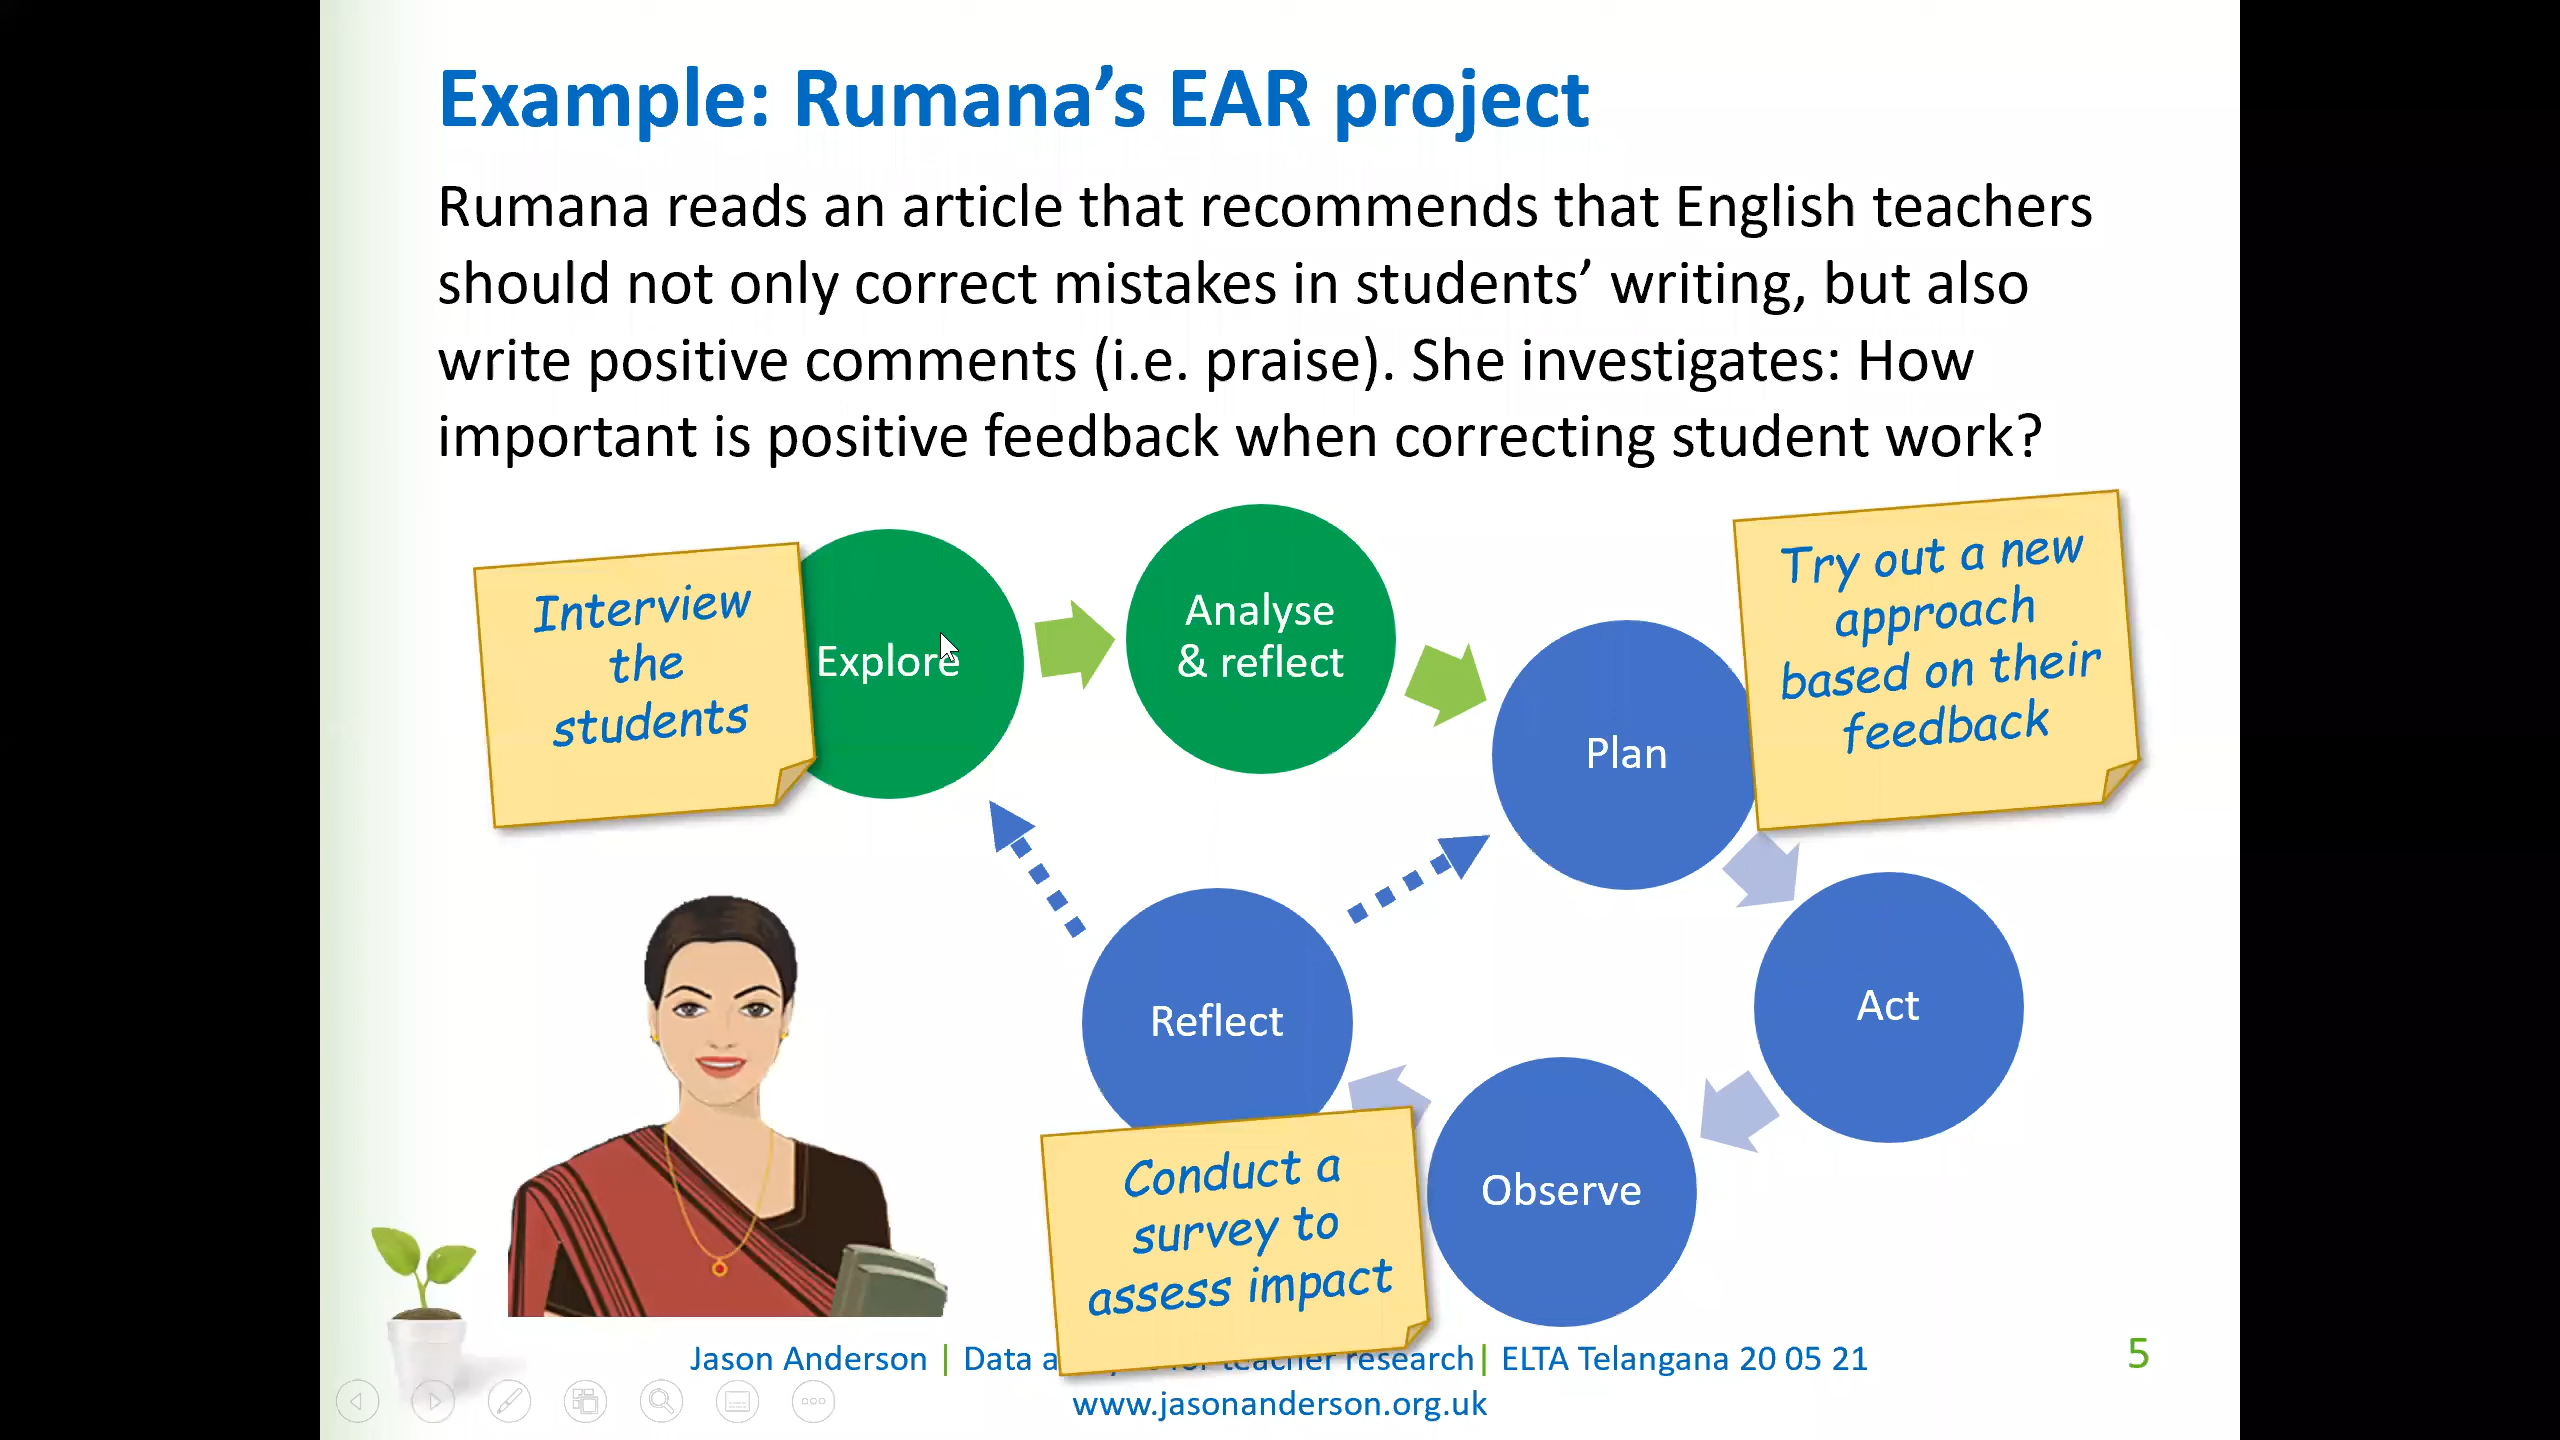 Example: Rumana’s EAR project
Rumana reads an article that recommends that English teachers
should not only correct mistakes in students’ writing, but also
write positive comments (i.e. praise). She investigates: How
important is positive feedback when correcting student work?
Interview
the
students
Explore
Analyse
& reflect
Plan
Try out a new
approach
based on their
feedback
Act
Observe
Reflect
Conduct a
survey to
assess impact
Jason Anderson | Data for teacher research| ELTA Telangana 20 05 21
www.jasonanderson.org.uk
5